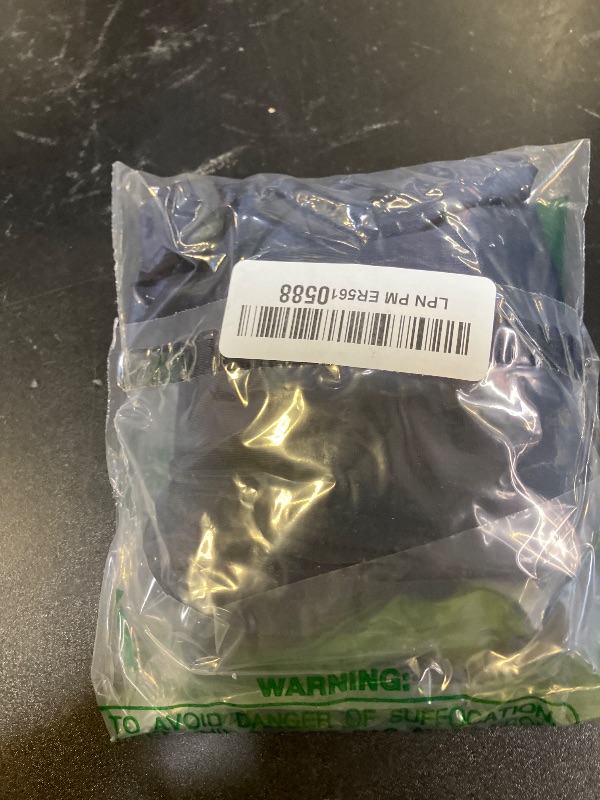 LPN PM ER5610588
WARNING:
TO AVOID DANGER OF SUFFOCATION